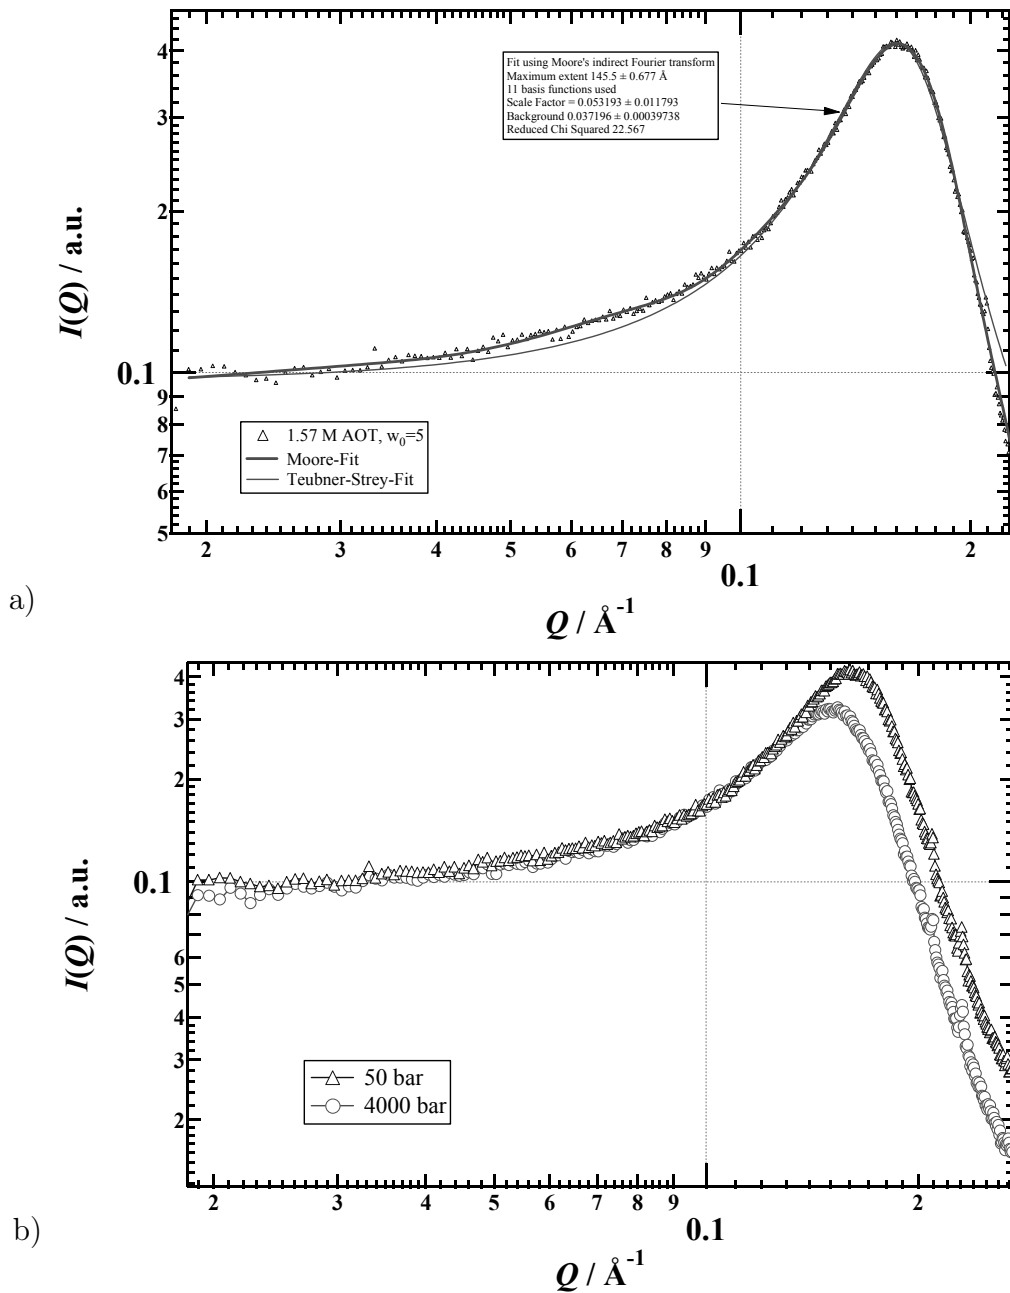 4
3
2
0.1
9
8
7
6
5
I(Q) / a.u.
Fit using Moore's indirect Fourier transform
Maximum extent 145.5 ± 0.677 Å
11 basis functions used
Scale Factor = 0.053193 ± 0.011793
Background 0.037196 ± 0.00039738
Reduced Chi Squared 22.567
1.57 M AOT, w0=5
Moore-Fit
Teubner-Strey-Fit
2 3 4 5 6 7 8 9 2
0.1
Q / Å-1
a)
4
3
2
0.1
6
5
4
3
2
I(Q) / a.u.
50 bar
4000 bar
2 3 4 5 6 7 8 9 2
0.1
Q / Å-1
b)